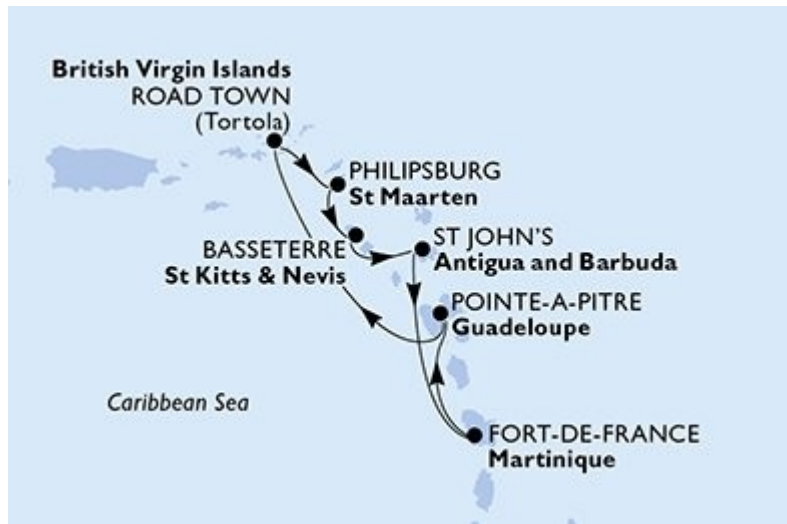 British Virgin Islands
ROAD TOWN
(Tortola)
PHILIPSBURG
St Maarten
BASSETERRE
St Kitts & Nevis
ST JOHN'S
Antigua and Barbuda
POINTE-A-PITRE
Guadeloupe
Caribbean Sea
FORT-DE-FRANCE
Martinique